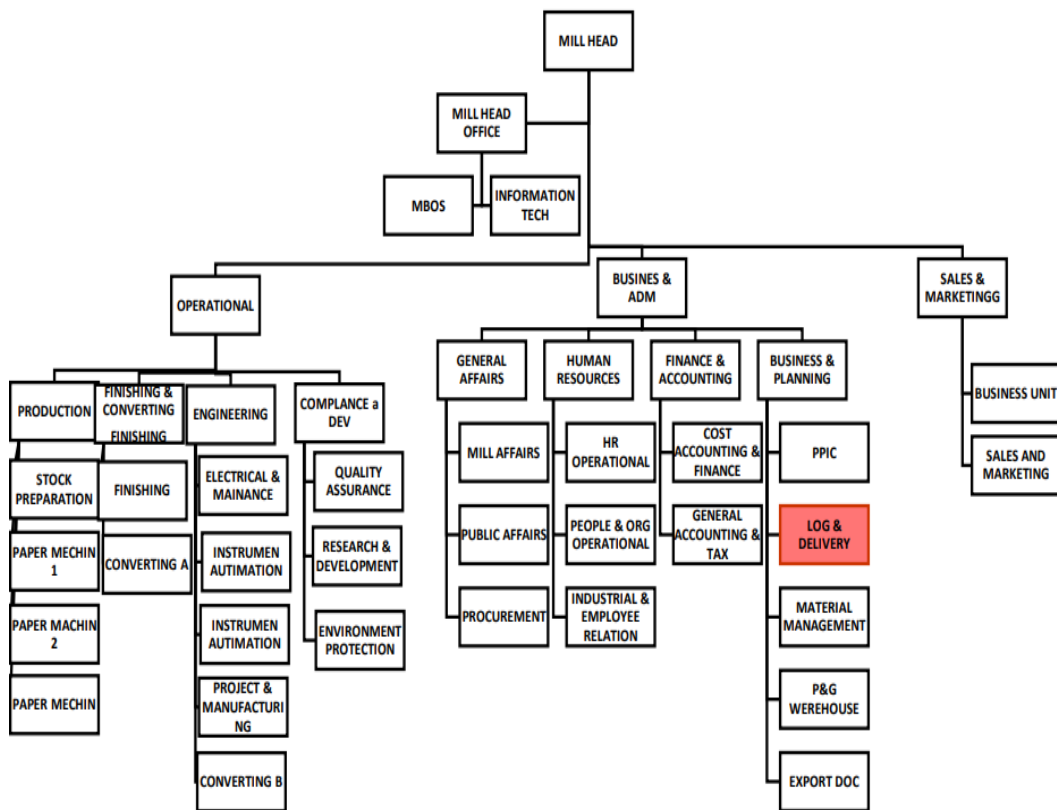 MILL HEAD
MILL HEAD
OFFICE
MBOS
INFORMATION
TECH
OPERATIONAL
BUSINES &
ADM
SALES &
MARKETINGG
PRODUCTION
FINISHING &
CONVERTING
FINISHING
ENGINEERING
COMPLANCE a
DEV
GENERAL
AFFAIRS
HUMAN
RESOURCES
FINANCE &
ACCOUNTING
BUSINESS &
PLANNING
BUSINESS UNIT
SALES AND
MARKETING
STOCK
PREPARATION
PAPER MECHIN
1
PAPER MACHIN
2
PAPER MECHIN
FINISHING
CONVERTING A
ELECTRICAL &
MAINANCE
INSTRUMEN
AUTIMATION
INSTRUMEN
AUTIMATION
PROJECT &
MANUFACTURI
NG
CONVERTING B
QUALITY
ASSURANCE
RESEARCH &
DEVELOPMENT
ENVIRONMENT
PROTECTION
MILL AFFAIRS
PUBLIC AFFAIRS
PROCUREMENT
HR
OPERATIONAL
PEOPLE & ORG
OPERATIONAL
INDUSTRIAL &
EMPLOYEE
RELATION
COST
ACCOUNTING &
FINANCE
GENERAL
ACCOUNTING &
TAX
PPIC
LOG &
DELIVERY
MATERIAL
MANAGEMENT
P&G
WEREHOUSE
EXPORT DOC